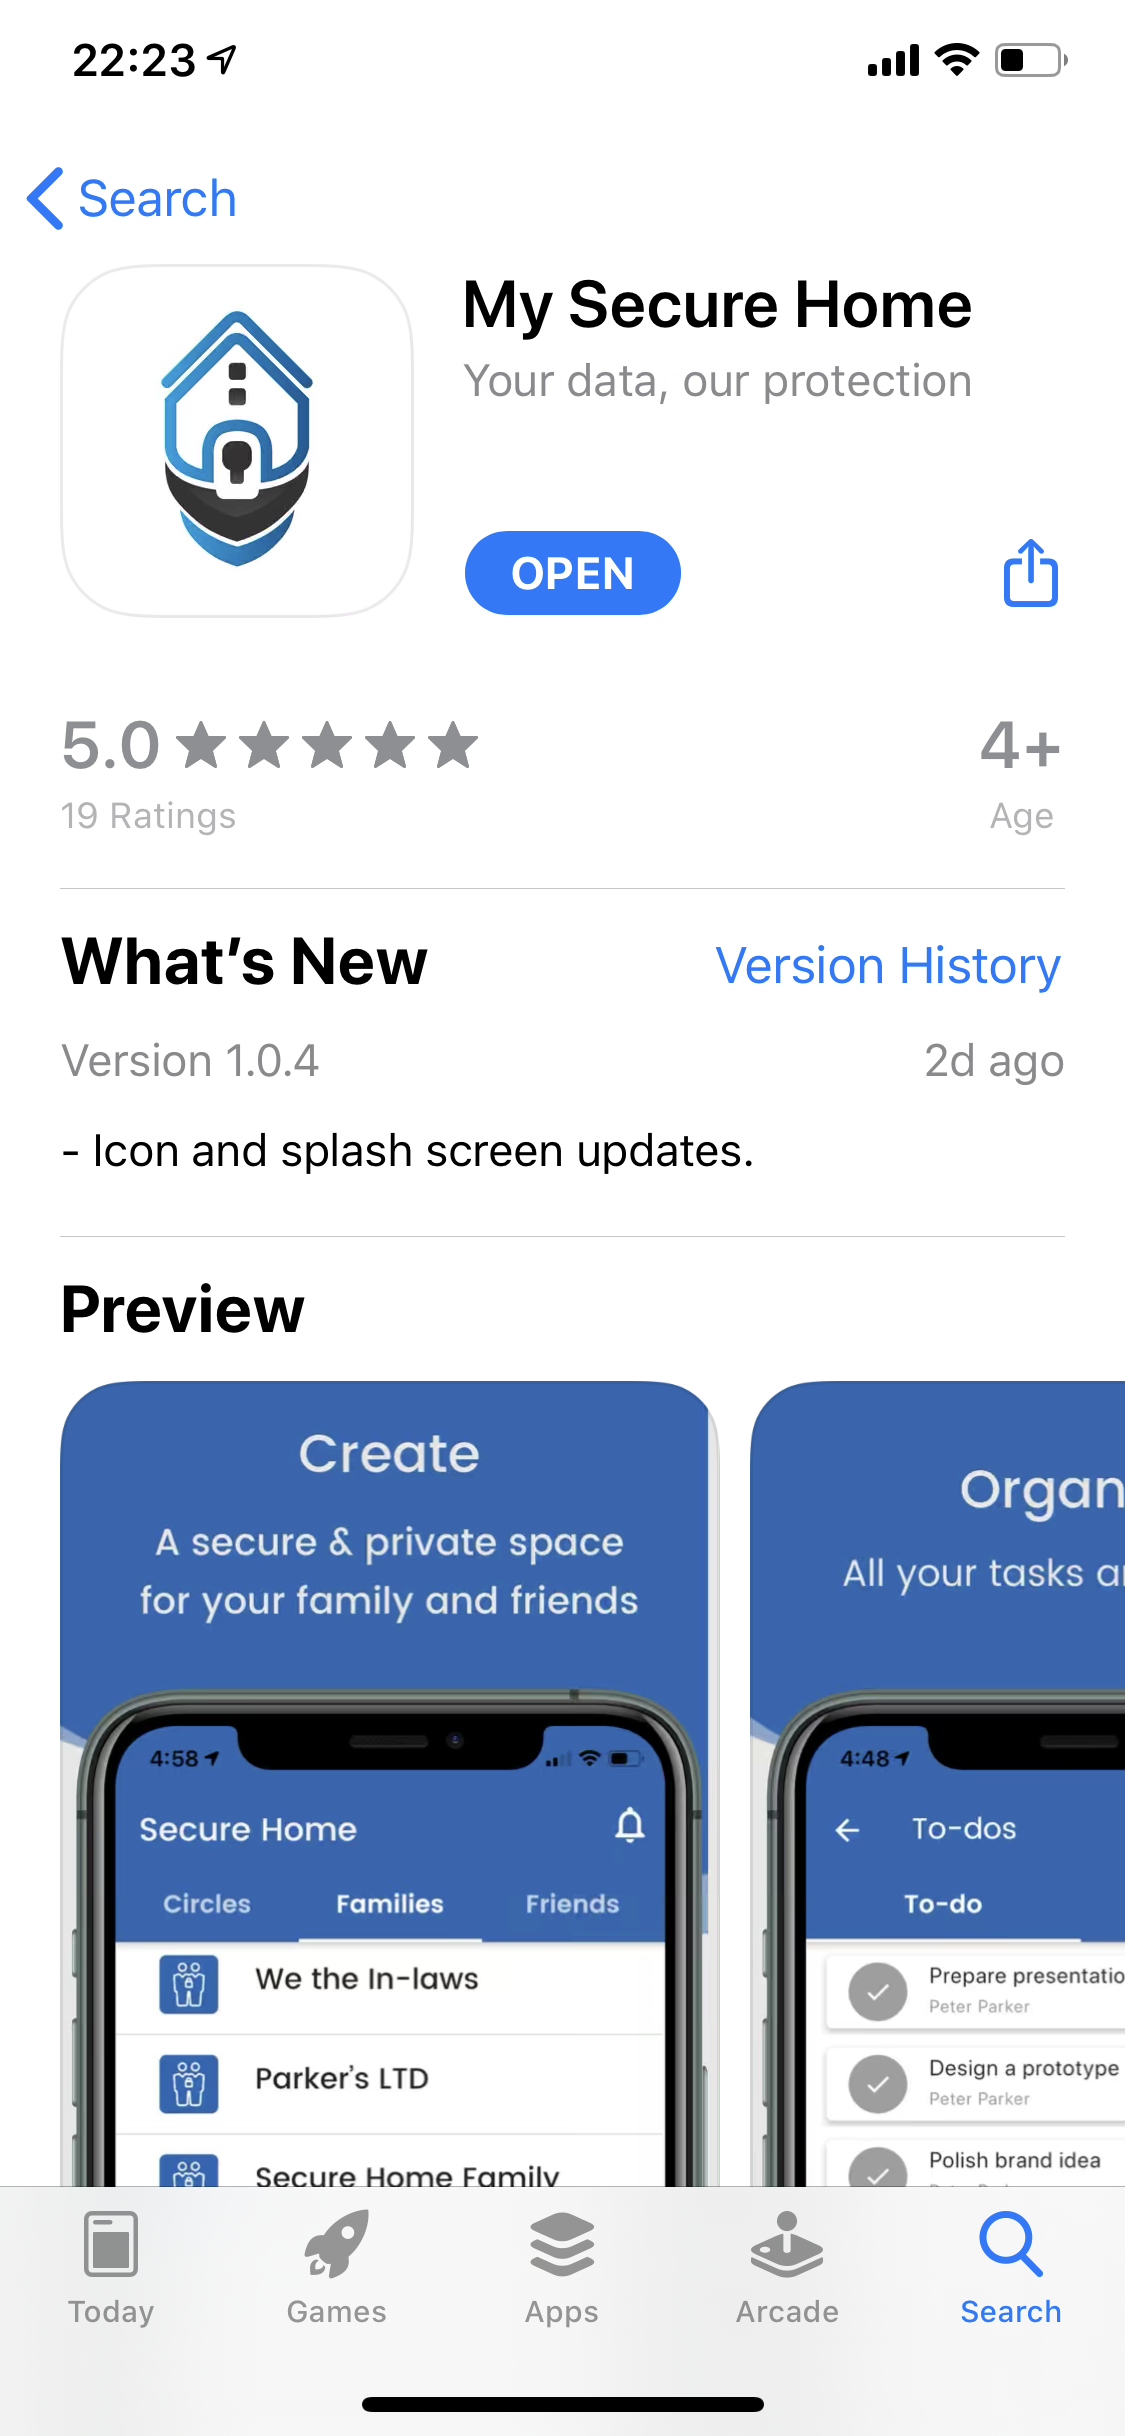 22:23
Search
My Secure Home
Your data, our protection
OPEN
5.0
4+
19 Ratings
Age
What's New
Version History
Version 1.0.4
2d ago
- Icon and splash screen updates.
Preview
Create
A secure & private space
for your family and friends
4:58
Secure Home
Circles
Families
Friends
We the In-laws
Parker's LTD
Secure Home Family
Organ
All your tasks
4:48
To-dos
To-do
Prepare presentatio
Peter Parker
Design a prototype
Peter Parker
Polish brand idea
Today
Games
Apps
Arcade
Search